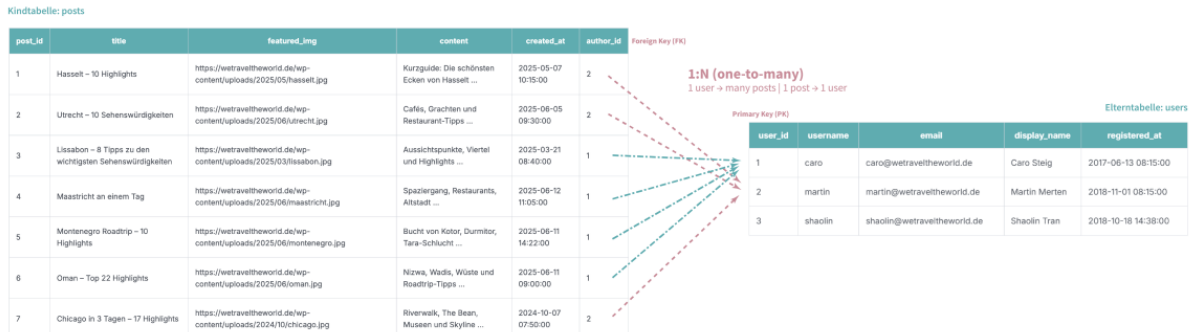 Kindtabelle: posts
post_id title featured_img content created_at author_id Foreign Key (FK)
1 Hasselt – 10 Highlights https://wetraveltheworld.de/wp-content/uploads/2025/05/hasselt.jpg Kurzguide: Die schönsten Ecken von Hasselt ... 2025-05-07 10:15:00 2
2 Utrecht – 10 Sehenswürdigkeiten https://wetraveltheworld.de/wp-content/uploads/2025/06/utrecht.jpg Cafés, Grachten und Restaurant-Tipps ... 2025-06-05 09:30:00 2
3 Lissabon – 8 Tipps zu den wichtigsten Sehenswürdigkeiten https://wetraveltheworld.de/wp-content/uploads/2025/03/lissabon.jpg Aussichtspunkte, Viertel und Highlights ... 2025-03-21 08:40:00 1
4 Maastricht an einem Tag https://wetraveltheworld.de/wp-content/uploads/2025/06/maastricht.jpg Spaziergang, Restaurants, Altstadt ... 2025-06-12 11:05:00 1
5 Montenegro Roadtrip – 10 Highlights https://wetraveltheworld.de/wp-content/uploads/2025/06/montenegro.jpg Bucht von Kotor, Durmitor, Tara-Schlucht ... 2025-06-11 14:22:00 1
6 Oman – Top 22 Highlights https://wetraveltheworld.de/wp-content/uploads/2025/06/oman.jpg Nizwa, Wadis, Wüste und Roadtrip-Tipps ... 2025-06-11 09:00:00 1
7 Chicago in 3 Tagen – 17 Highlights https://wetraveltheworld.de/wp-content/uploads/2024/10/chicago.jpg Riverwalk, The Bean, Museen und Skyline ... 2024-10-07 07:50:00 2
1:N (one-to-many)
1 user → many posts | 1 post → 1 user
Elterntabelle: users
Primary Key (PK)
user_id username email display_name registered_at
1 caro caro@wetraveltheworld.de Caro Steig 2017-06-13 08:15:00
2 martin martin@wetraveltheworld.de Martin Merten 2018-11-01 08:15:00
3 shaolin shaolin@wetraveltheworld.de Shaolin Tran 2018-10-18 14:38:00